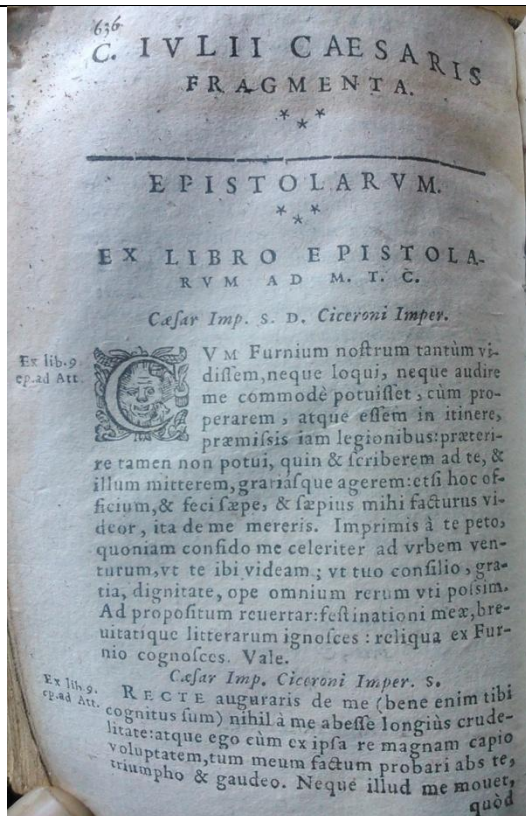 636
C. IVLII CAESARIS
FRAGMENTA.
EPISTOLARVM.
EX LIBRO EPISTOLA-
RVM AD M. T. C.
Cæſar Imp. S. D. Ciceroni Imper.
Ex lib. 9.
ep. ad Att.
CVM Furnium noſtrum tantùm vi-
diſſem, neque loqui, neque audire
me commodè potuiſſet, cùm pro-
perarem, atque eſſem in itinere,
præmiſsis iam legionibus: præteri-
re tamen non potui, quin & ſcriberem ad te, &
illum mitterem, gratiáſque agerem: etſi hoc of-
ficium, & feci ſæpe, & ſæpius mihi facturus vi-
deor, ita de me mereris. Imprimis à te peto,
quoniam confido me celeriter ad vrbem ven-
turum, vt te ibi videam; vt tuo conſilio, gra-
tia, dignitate, ope omnium rerum vti poſsim.
Ad propoſitum reuertar: feſtinationi meæ, bre-
uitatique litterarum ignoſces: reliqua ex Fur-
nio cognoſces. Vale.
Cæſar Imp. Ciceroni Imper. S.
Ex lib. 9.
ep. ad Att.
RECTE auguraris de me (bene enim tibi
cognitus ſum) nihil à me abeſſe longiùs crude-
litate: atque ego cùm ex ipſa re magnam capio
voluptatem, tum meum factum probari abs te,
triumpho & gaudeo. Neque illud me mouet,
quòd